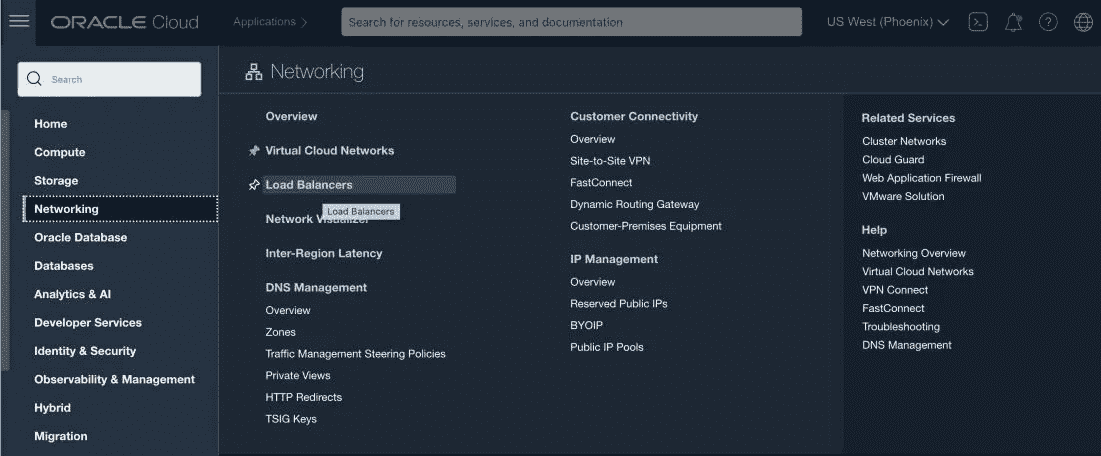 ORACLE Cloud
Applications >
Search for resources, services, and documentation
US West (Phoenix)
Search
Home
Compute
Storage
Networking
Oracle Database
Databases
Analytics & AI
Developer Services
Identity & Security
Observability & Management
Hybrid
Migration
Networking
Overview
Virtual Cloud Networks
Load Balancers
Load Balancers
Network Visualizer
Inter-Region Latency
DNS Management
Overview
Zones
Traffic Management Steering Policies
Private Views
HTTP Redirects
TSIG Keys
Customer Connectivity
Overview
Site-to-Site VPN
FastConnect
Dynamic Routing Gateway
Customer-Premises Equipment
IP Management
Overview
Reserved Public IPs
BYOIP
Public IP Pools
Related Services
Cluster Networks
Cloud Guard
Web Application Firewall
VMware Solution
Help
Networking Overview
Virtual Cloud Networks
VPN Connect
FastConnect
Troubleshooting
DNS Management